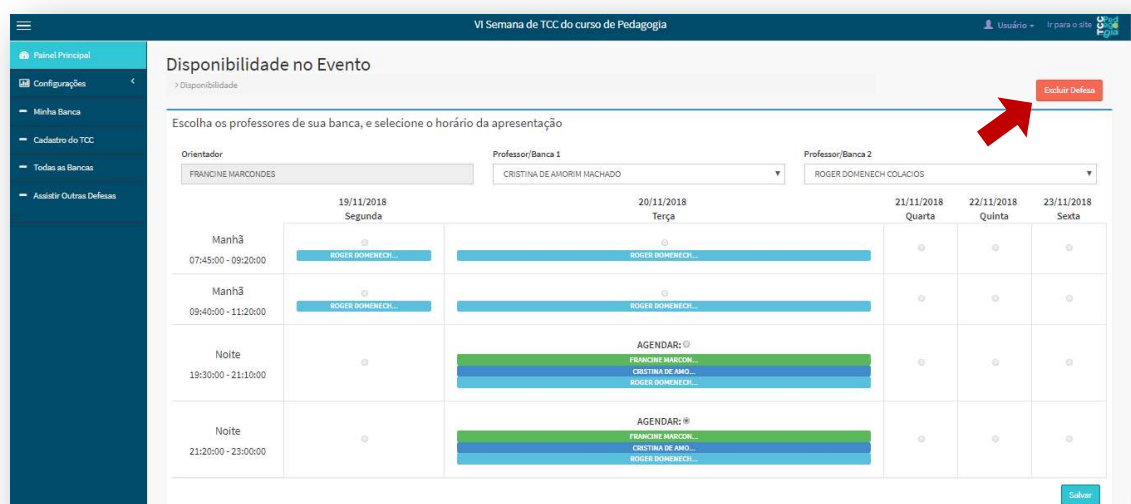 VI Semana de TCC do curso de Pedagogia
Usuário
Ir para o site
Ped
ago
gia
TCC
Painel Principal
Configurações
Minha Banca
Cadastro do TCC
Todas as Bancas
Assistir Outras Defesas
Disponibilidade no Evento
> Disponibilidade
Excluir Defesa
Escolha os professores de sua banca, e selecione o horário da apresentação
Orientador
Professor/Banca 1
Professor/Banca 2
FRANCINE MARCONDES
CRISTINA DE AMORIM MACHADO
ROGER DOMENECH COLACIOS
19/11/2018
Segunda
20/11/2018
Terça
21/11/2018
Quarta
22/11/2018
Quinta
23/11/2018
Sexta
Manhã
07:45:00 - 09:20:00
ROGER DOMENECH...
ROGER DOMENECH...
Manhã
09:40:00 - 11:20:00
ROGER DOMENECH...
ROGER DOMENECH...
Noite
19:30:00 - 21:10:00
AGENDAR:
FRANCINE MARCON...
CRISTINA DE AMO...
ROGER DOMENECH...
Noite
21:20:00 - 23:00:00
AGENDAR:
FRANCINE MARCON...
CRISTINA DE AMO...
ROGER DOMENECH...
Salvar